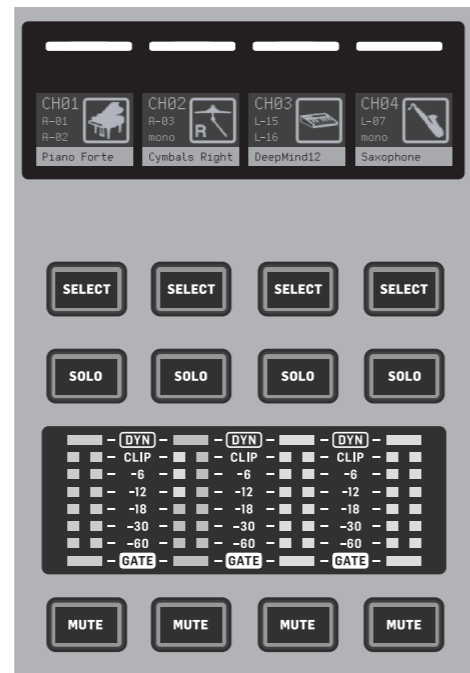 CH01 CH02 CH03 CH04
A-01 A-03 L-15 L-07
A-02 mono L-16 mono
R
Piano Forte Cymbals Right DeepMind12 Saxophone
SELECT SELECT SELECT SELECT
SOLO SOLO SOLO SOLO
DYN DYN DYN
CLIP CLIP CLIP
-6 -6 -6
-12 -12 -12
-18 -18 -18
-30 -30 -30
-60 -60 -60
GATE GATE GATE
MUTE MUTE MUTE MUTE